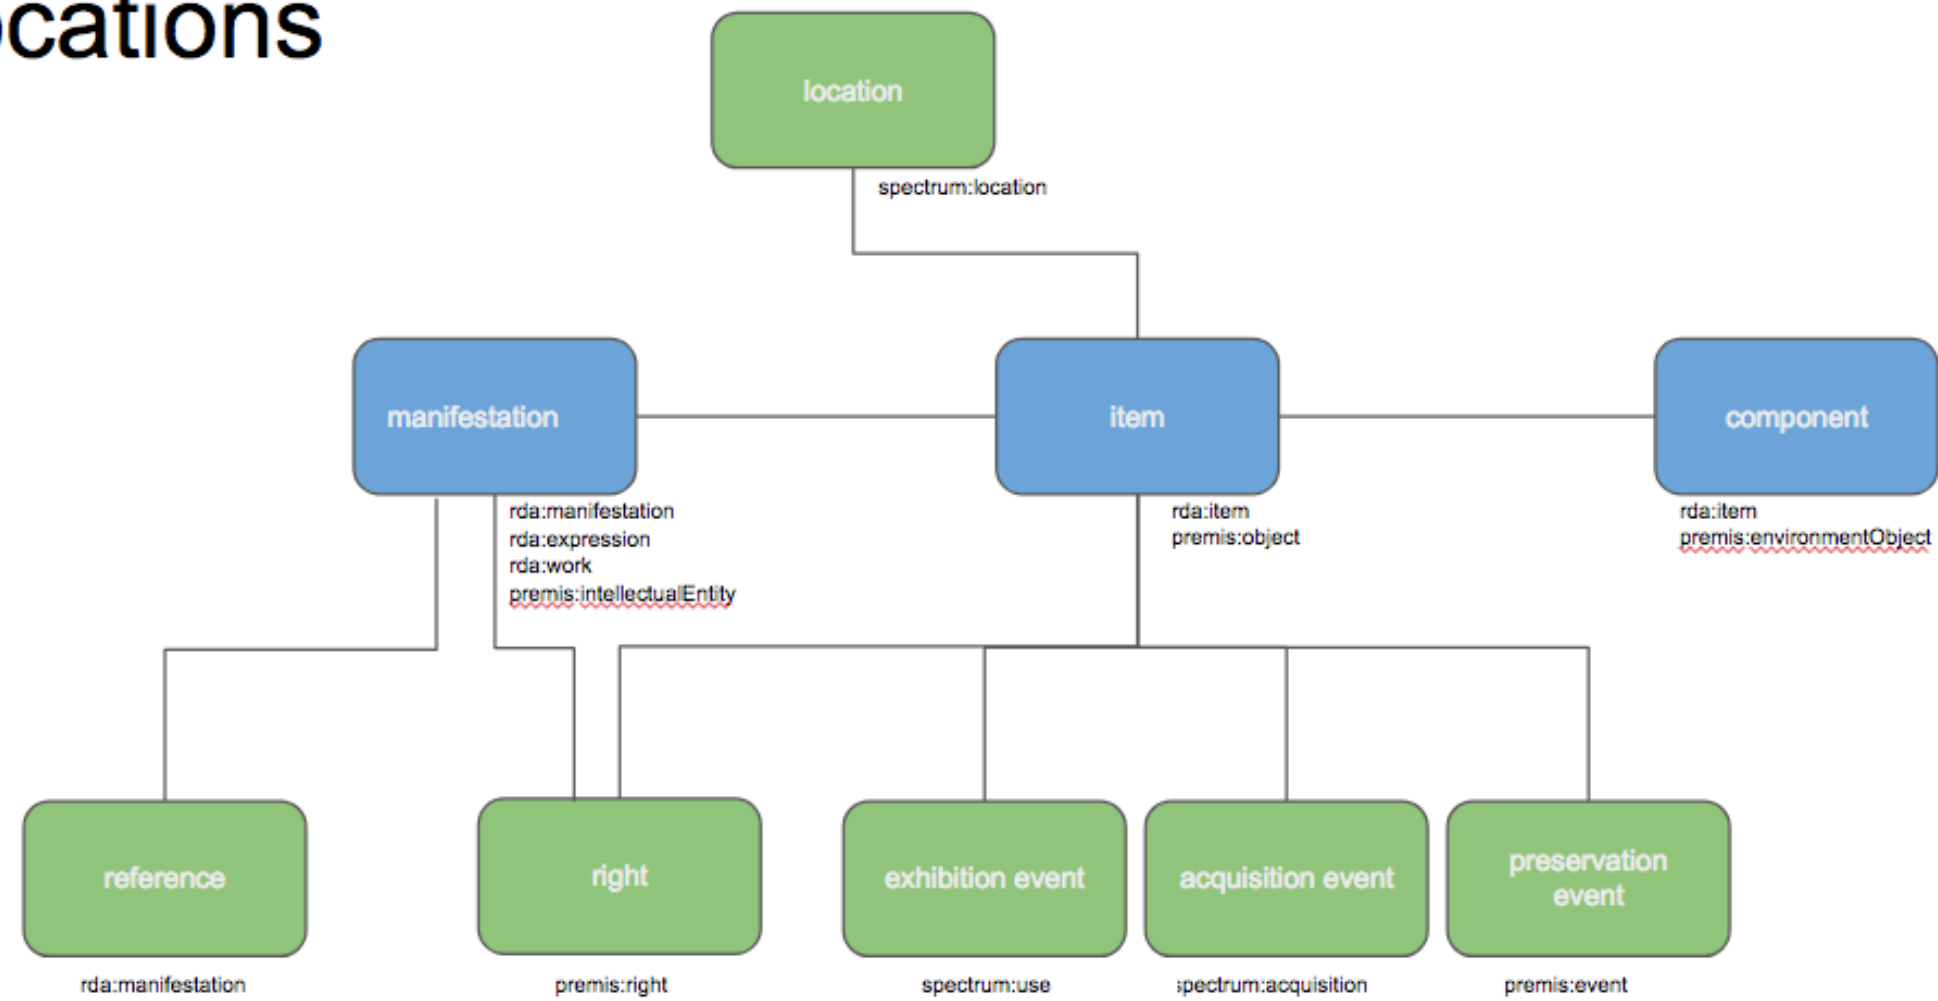 ocations
location
spectrum:location
manifestation
item
component
rda:manifestation
rda:expression
rda:work
premis:intellectualEntity
rda:item
premis:object
rda:item
premis:environmentObject
reference
right
exhibition event
acquisition event
preservation
event
rda:manifestation
premis:right
spectrum:use
spectrum:acquisition
premis:event